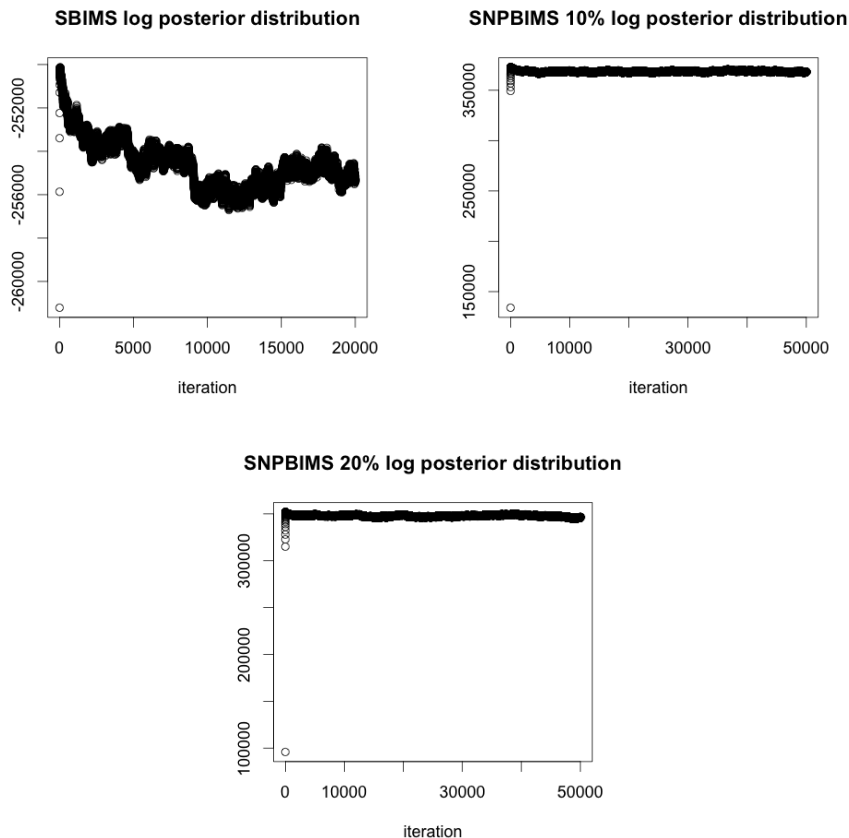 SBIMS log posterior distribution
-252000
-256000
-260000
0 5000 10000 15000 20000
iteration
SNPBIMS 10% log posterior distribution
350000
250000
150000
0 10000 30000 50000
iteration
SNPBIMS 20% log posterior distribution
300000
200000
100000
0 10000 30000 50000
iteration